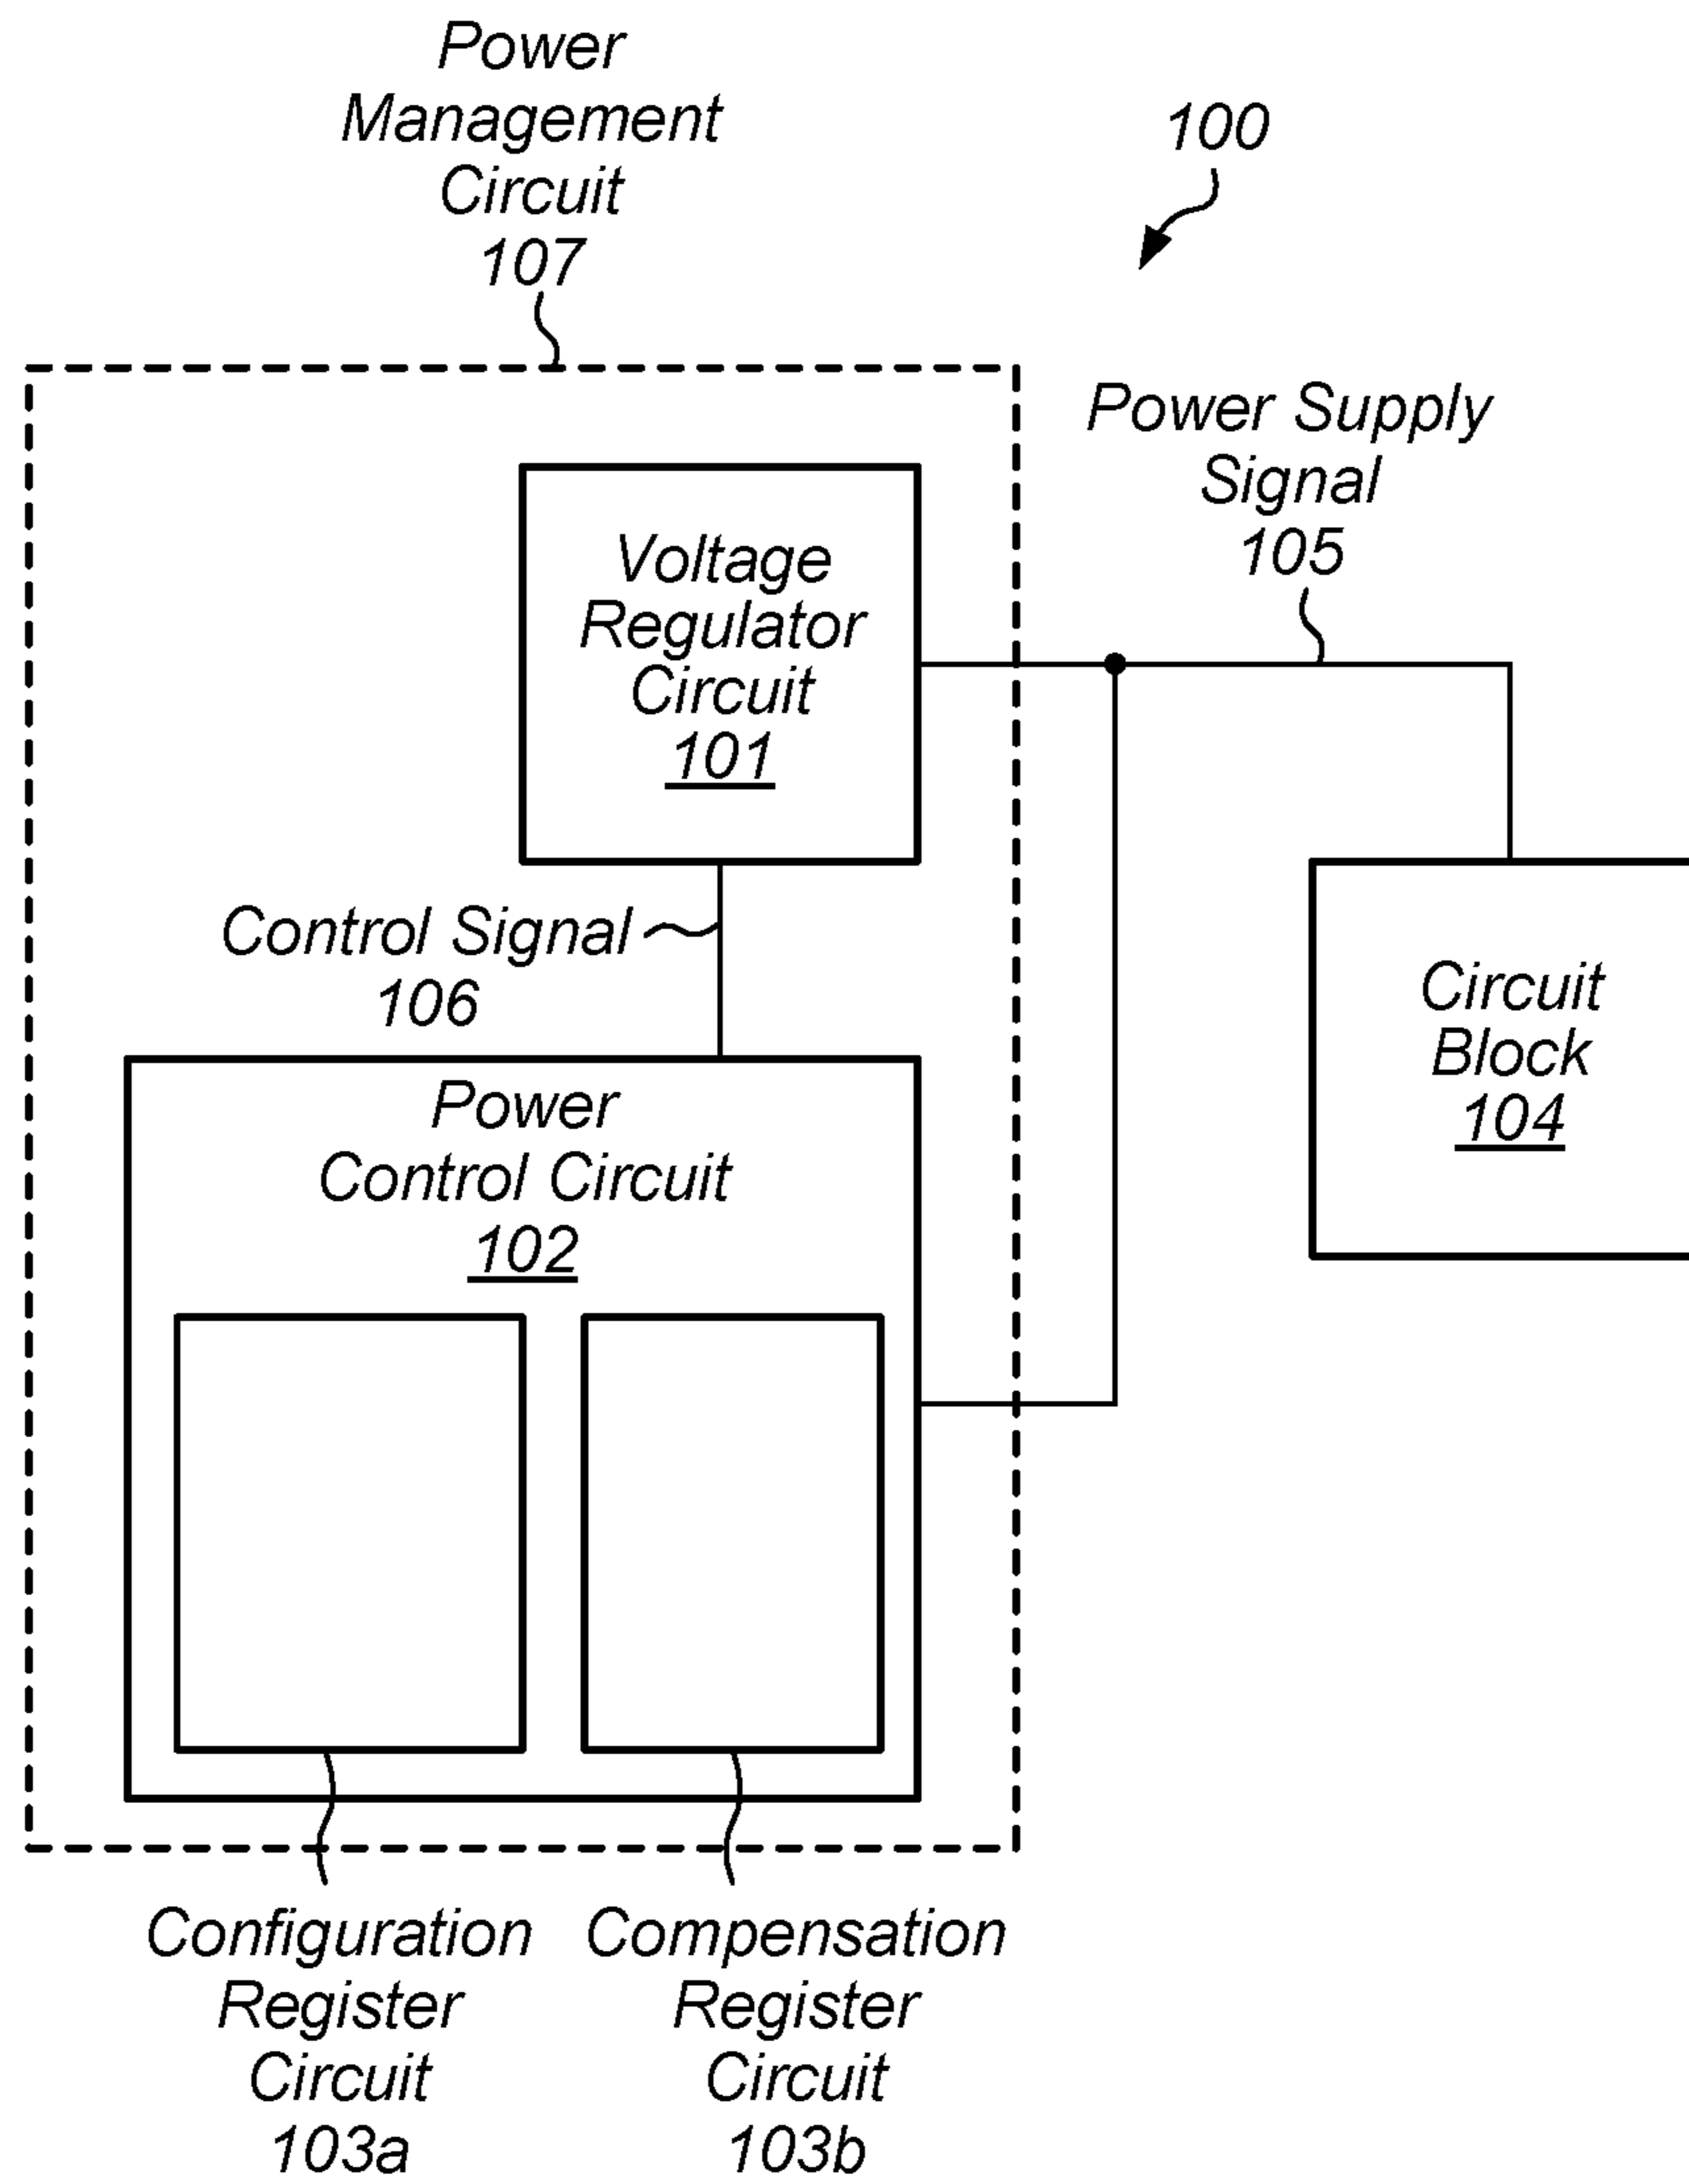 Power
Management
Circuit
107
100
Power Supply
Signal
105
Voltage
Regulator
Circuit
101
Control Signal
106
Circuit
Block
104
Power
Control Circuit
102
Configuration
Register
Circuit
103a
Compensation
Register
Circuit
103b